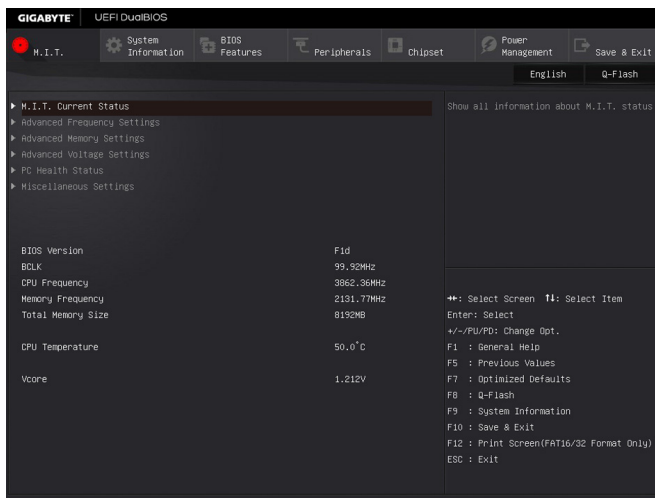 GIGABYTE™ UEFI DualBIOS
M.I.T.
System
Information
BIOS
Features
Peripherals
Chipset
Power
Management
Save & Exit
English
Q-Flash
M.I.T. Current Status
Advanced Frequency Settings
Advanced Memory Settings
Advanced Voltage Settings
PC Health Status
Miscellaneous Settings
Show all information about M.I.T. status
BIOS Version F1d
BCLK 99.92MHz
CPU Frequency 3862.36MHz
Memory Frequency 2131.77MHz
Total Memory Size 8192MB
CPU Temperature 50.0°C
Vcore 1.212V
→←: Select Screen ↑↓: Select Item
Enter: Select
+/-/PU/PD: Change Opt.
F1 : General Help
F5 : Previous Values
F7 : Optimized Defaults
F8 : Q-Flash
F9 : System Information
F10 : Save & Exit
F12 : Print Screen(FAT16/32 Format Only)
ESC : Exit